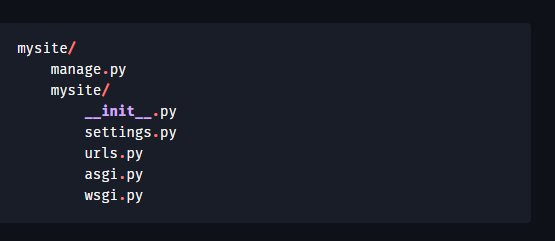 mysite/
    manage.py
    mysite/
        __init__.py
        settings.py
        urls.py
        asgi.py
        wsgi.py